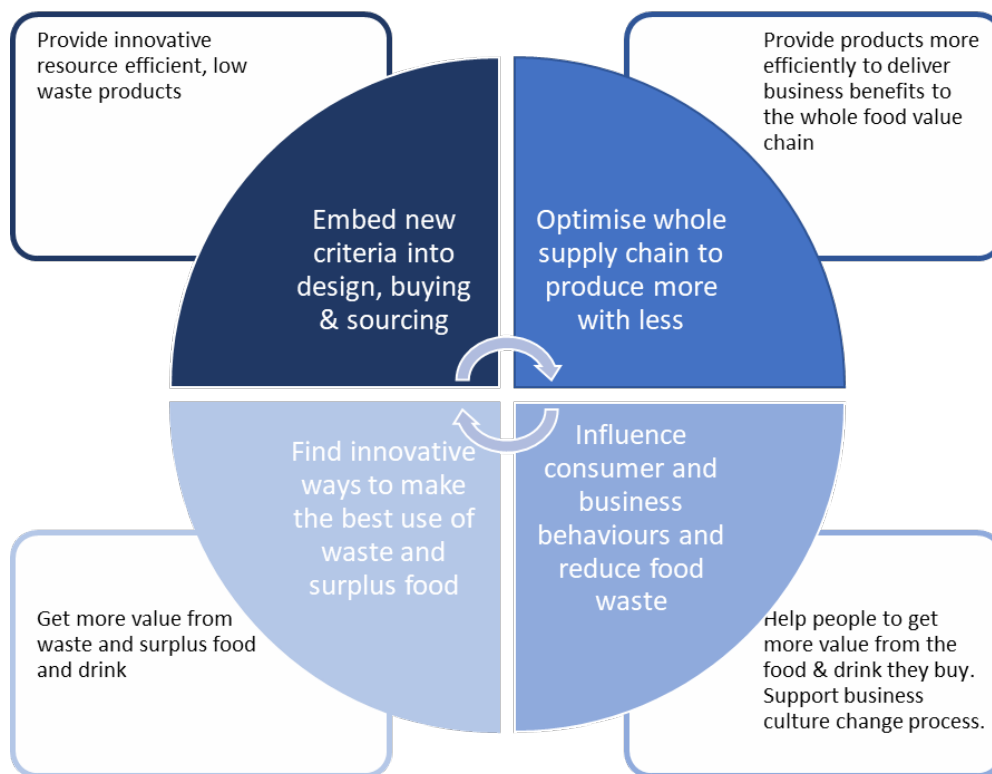 Provide innovative
resource efficient, low
waste products
Provide products more
efficiently to deliver
business benefits to
the whole food value
chain
Embed new
criteria into
design, buying
& sourcing
Optimise whole
supply chain to
produce more
with less
Find innovative
ways to make
the best use of
waste and
surplus food
Influence
consumer and
business
behaviours and
reduce food
waste
Get more value from
waste and surplus food
and drink
Help people to get
more value from the
food & drink they buy.
Support business
culture change process.